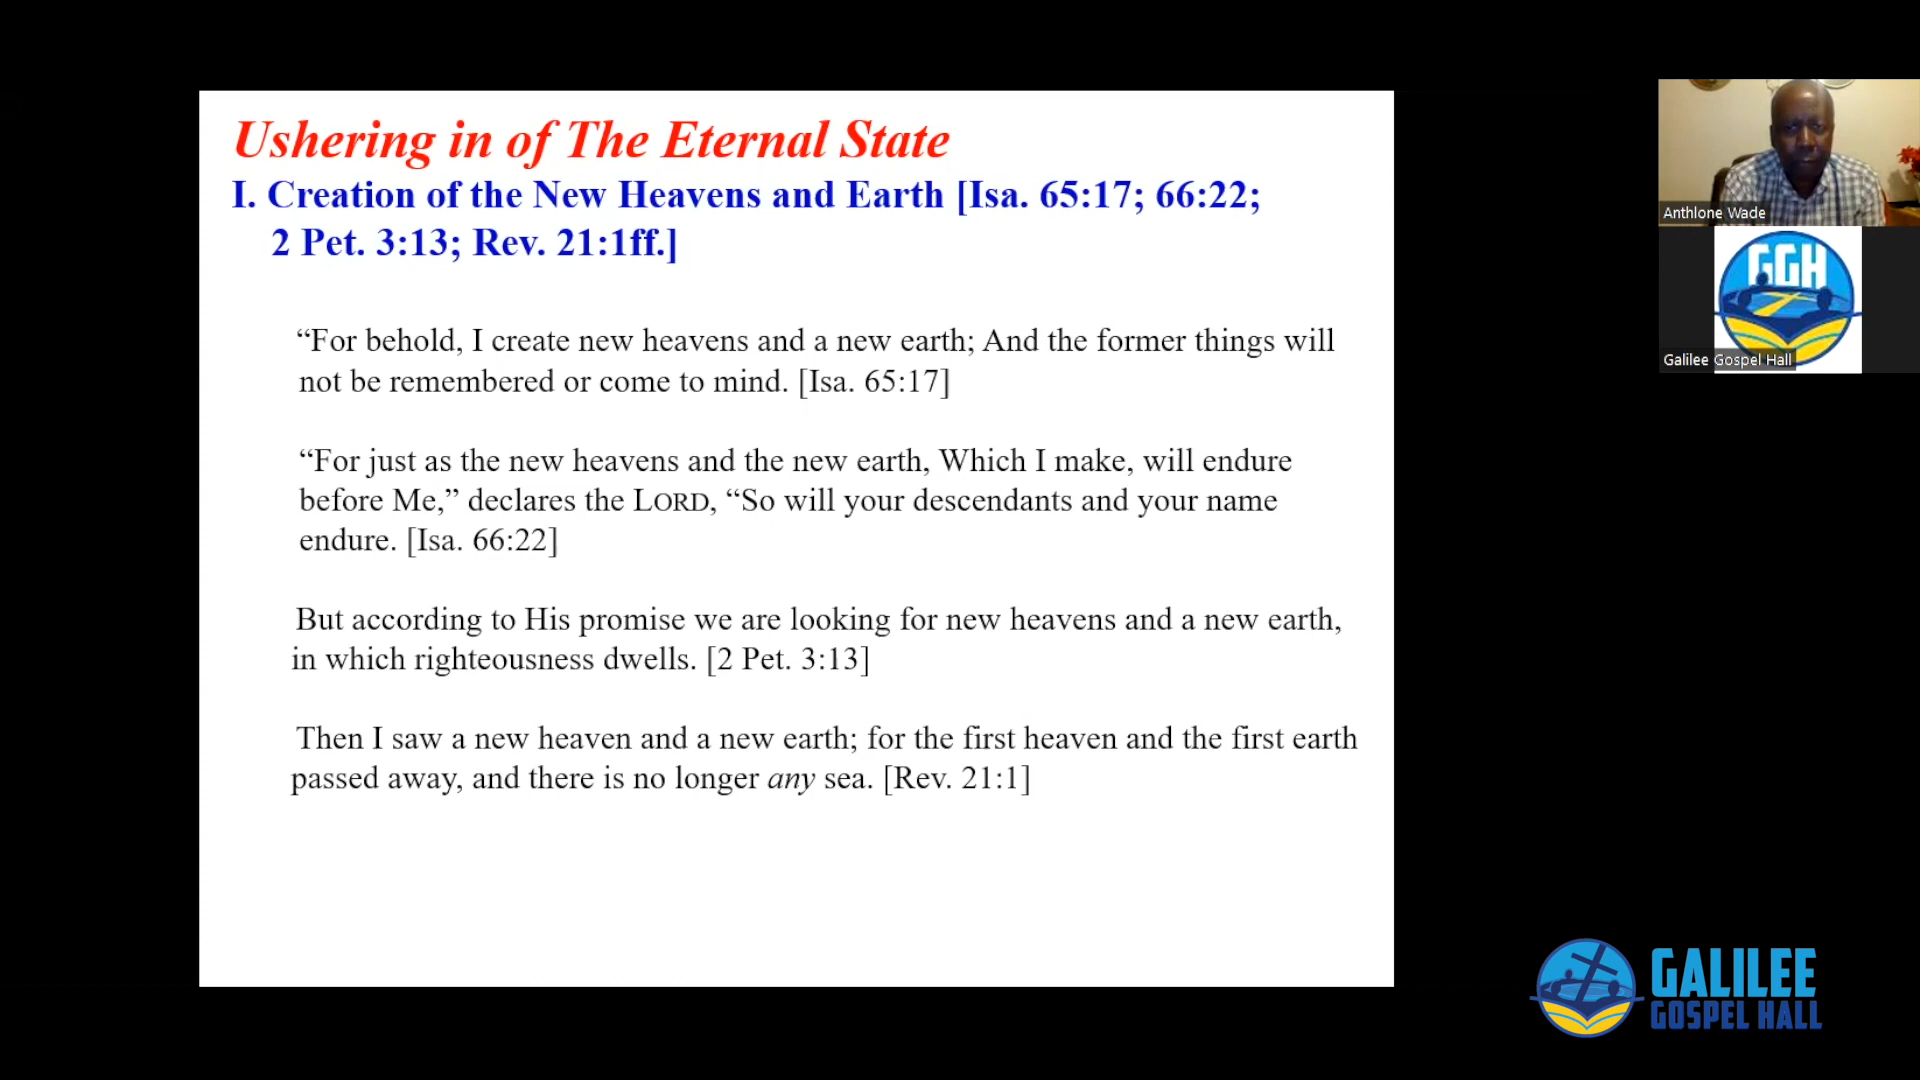 Ushering in of The Eternal State
I. Creation of the New Heavens and Earth [Isa. 65:17; 66:22;
2 Pet. 3:13; Rev. 21:1ff.]
“For behold, I create new heavens and a new earth; And the former things will
not be remembered or come to mind. [Isa. 65:17]
“For just as the new heavens and the new earth, Which I make, will endure
before Me,” declares the LORD, “So will your descendants and your name
endure. [Isa. 66:22]
But according to His promise we are looking for new heavens and a new earth,
in which righteousness dwells. [2 Pet. 3:13]
Then I saw a new heaven and a new earth; for the first heaven and the first earth
passed away, and there is no longer any sea. [Rev. 21:1]
Anthlone Wade
GGH
Galilee Gospel Hall
GALILEE
GOSPEL HALL